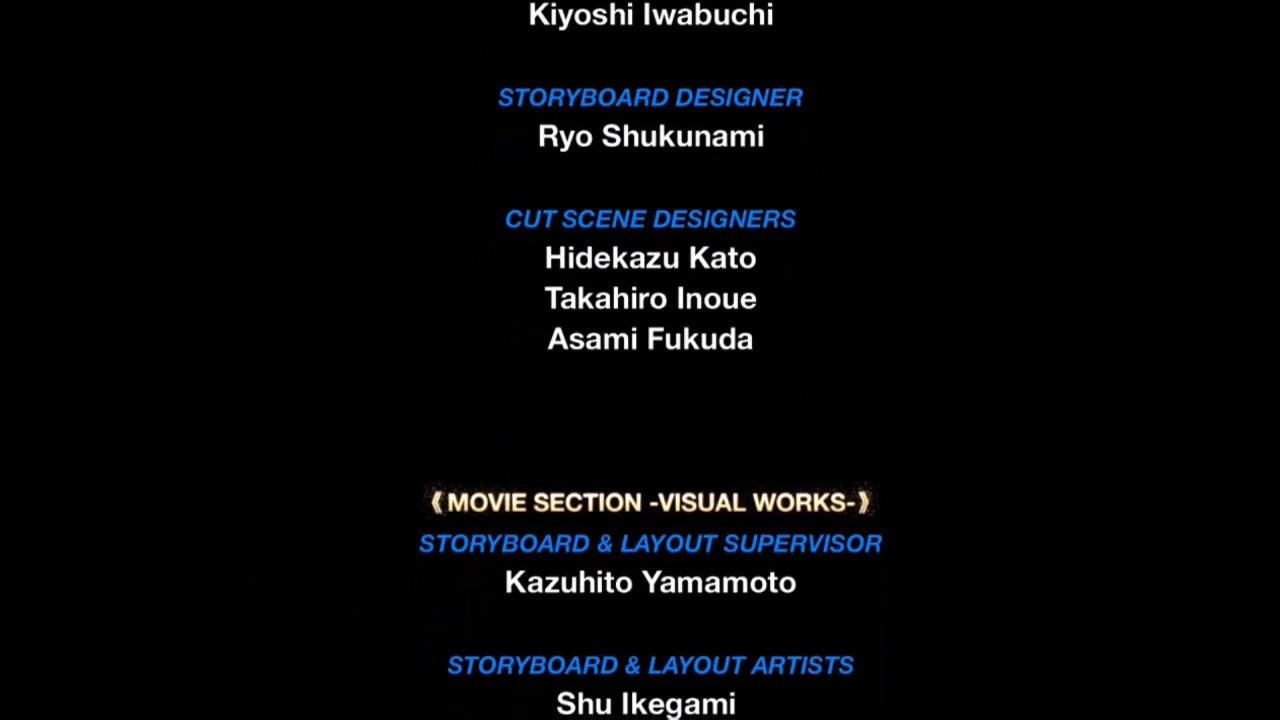 Kiyoshi Iwabuchi
STORYBOARD DESIGNER
Ryo Shukunami
CUT SCENE DESIGNERS
Hidekazu Kato
Takahiro Inoue
Asami Fukuda
⟪MOVIE SECTION -VISUAL WORKS-⟫
STORYBOARD & LAYOUT SUPERVISOR
Kazuhito Yamamoto
STORYBOARD & LAYOUT ARTISTS
Shu Ikegami